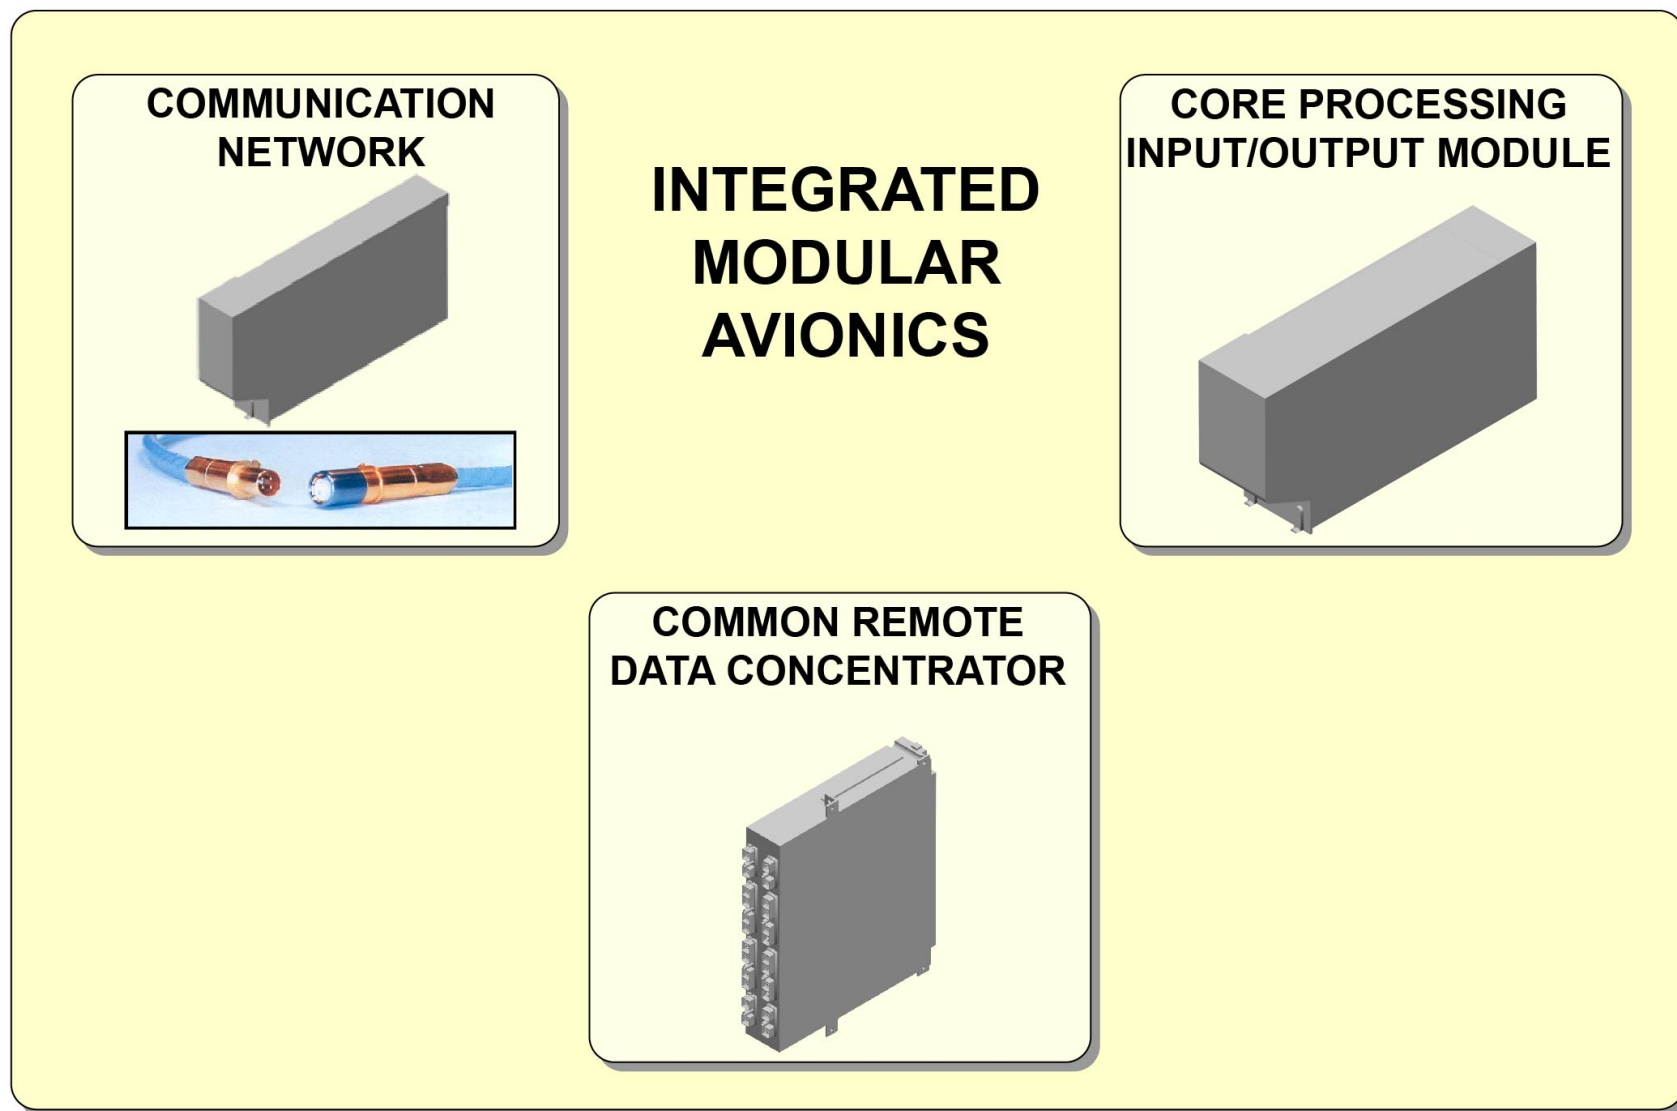 COMMUNICATION
NETWORK
INTEGRATED
MODULAR
AVIONICS
CORE PROCESSING
INPUT/OUTPUT MODULE
COMMON REMOTE
DATA CONCENTRATOR